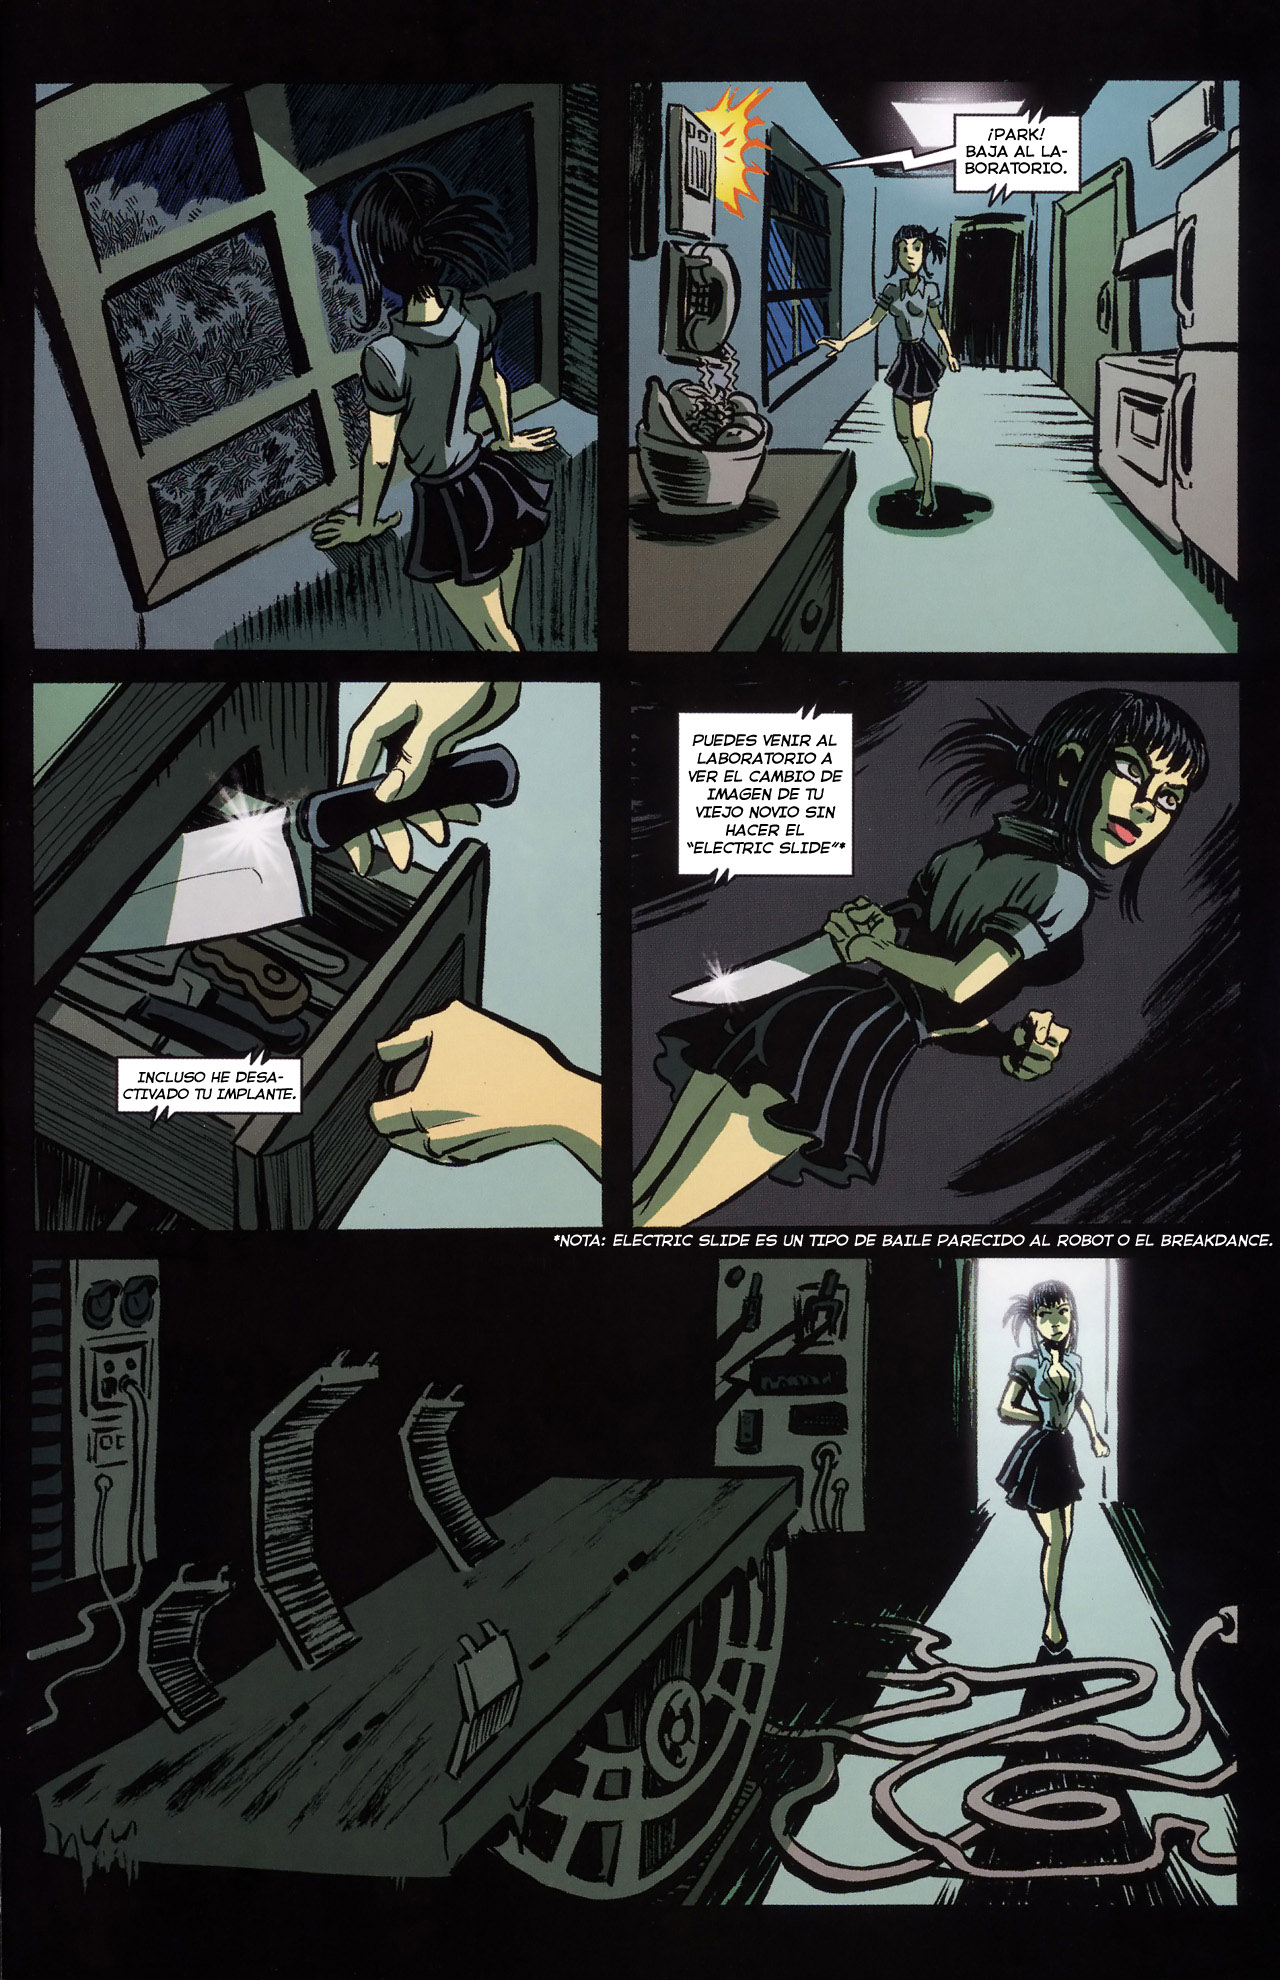 ¡PARK!
BAJA AL LA-
BORATORIO.
INCLUSO HE DESA-
CTIVADO TU IMPLANTE.
PUEDES VENIR AL
LABORATORIO A
VER EL CAMBIO DE
IMAGEN DE TU
VIEJO NOVIO SIN
HACER EL
"ELECTRIC SLIDE"*
*NOTA: ELECTRIC SLIDE ES UN TIPO DE BAILE PARECIDO AL ROBOT O EL BREAKDANCE.